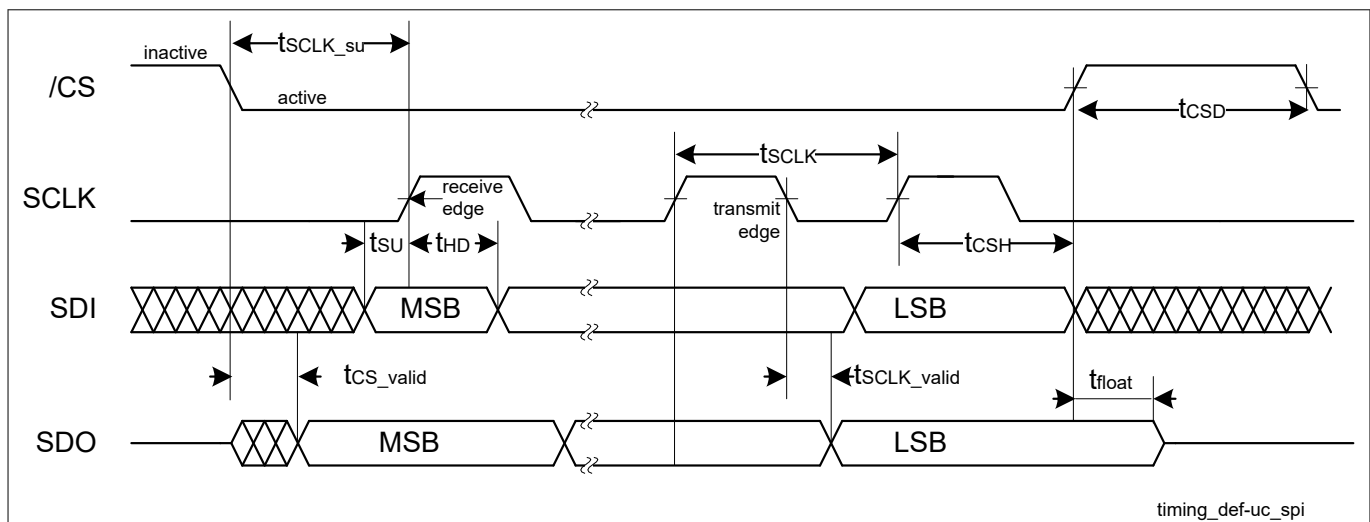 tSCLK_su
inactive
/CS
active
tCSD
tSCLK
SCLK
receive
edge
transmit
edge
tSU
tHD
tCSH
SDI
MSB
LSB
tCS_valid
tSCLK_valid
tfloat
SDO
MSB
LSB
timing_def-uc_spi